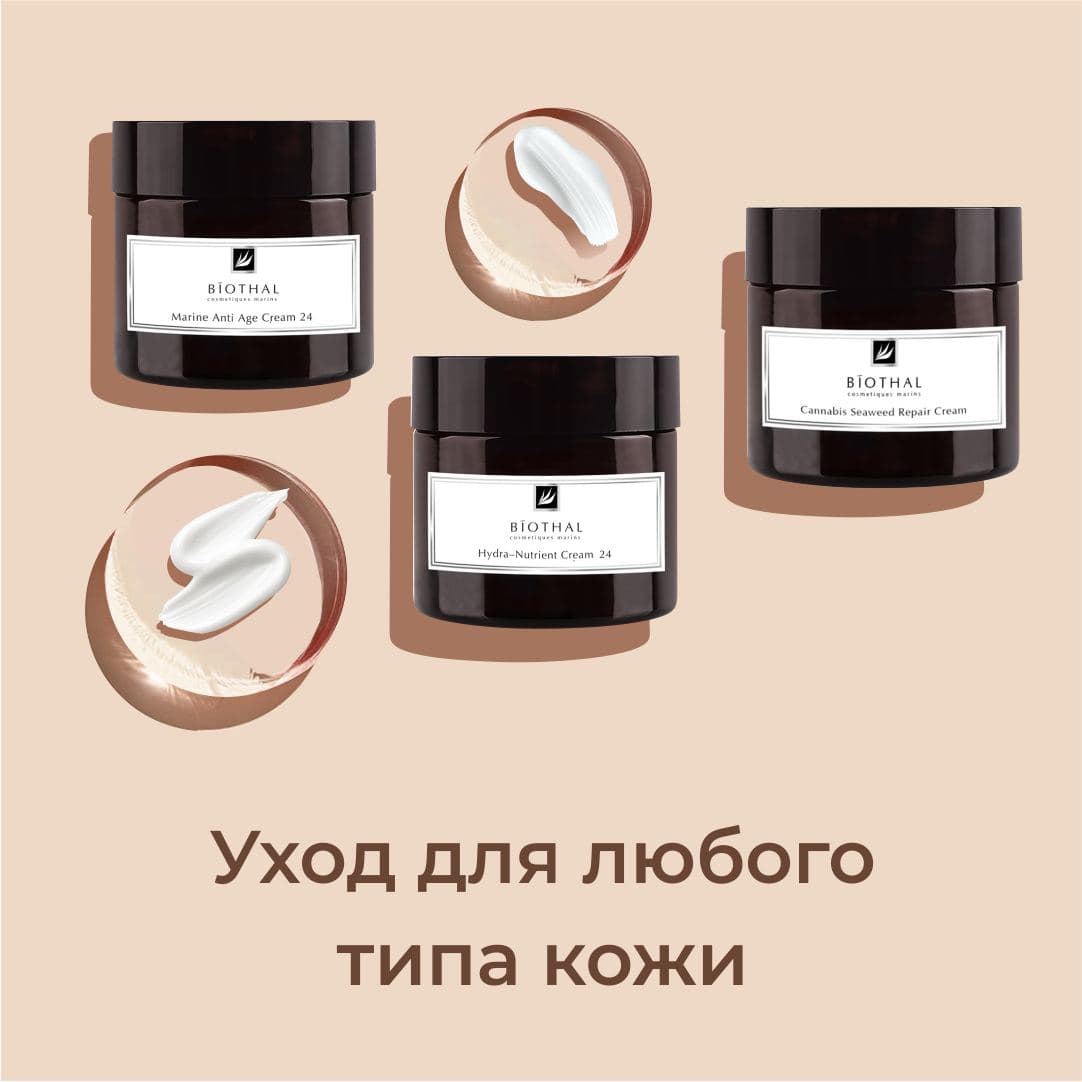 BĪOTHAL
cosmetiques marins
Marine Anti Age Cream 24
BĪOTHAL
cosmetiques marins
Cannabis Seaweed Repair Cream
BĪOTHAL
cosmetiques marins
Hydra-Nutrient Cream 24
Уход для любого
типа кожи